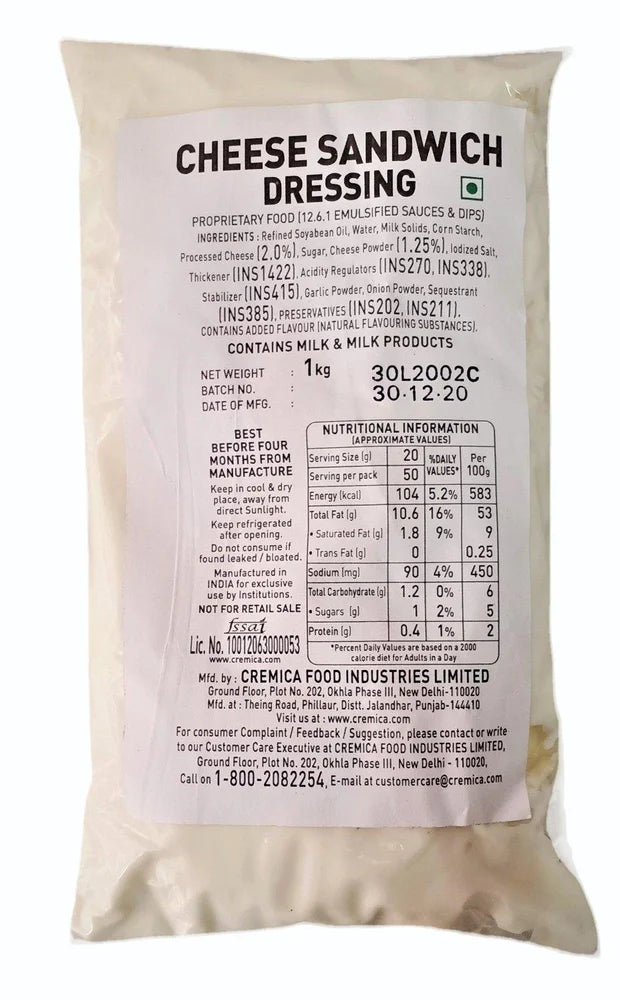 CHEESE SANDWICH
DRESSING
PROPRIETARY FOOD (12.6.1 EMULSIFIED SAUCES & DIPS)
INGREDIENTS : Refined Soyabean Oil, Water, Milk Solids, Corn Starch,
Processed Cheese (2.0%), Sugar, Cheese Powder (1.25%), Iodized Salt,
Thickener (INS1422), Acidity Regulators (INS270, INS338),
Stabilizer (INS415), Garlic Powder, Onion Powder, Sequestrant
(INS385), PRESERVATIVES (INS202, INS211).
CONTAINS ADDED FLAVOUR (NATURAL FLAVOURING SUBSTANCES).
CONTAINS MILK & MILK PRODUCTS
NET WEIGHT : 1kg
BATCH NO. : 30L2002C
DATE OF MFG. : 30.12.20
BEST
BEFORE FOUR
MONTHS FROM
MANUFACTURE
Keep in cool & dry
place, away from
direct Sunlight.
Keep refrigerated
after opening.
Do not consume if
found leaked / bloated.
Manufactured in
INDIA for exclusive
use by Institutions.
NOT FOR RETAIL SALE
fssai
Lic. No. 10012063000053
www.cremica.com
NUTRITIONAL INFORMATION
(APPROXIMATE VALUES)
Serving Size (g) 20 %DAILY VALUES* Per 100g
Serving per pack 50
Energy (kcal) 104 5.2% 583
Total Fat (g) 10.6 16% 53
• Saturated Fat (g) 1.8 9% 9
• Trans Fat (g) 0 0.25
Sodium (mg) 90 4% 450
Total Carbohydrate (g) 1.2 0% 6
• Sugars (g) 1 2% 5
Protein (g) 0.4 1% 2
*Percent Daily Values are based on a 2000
calorie diet for Adults in a Day
Mfd. by : CREMICA FOOD INDUSTRIES LIMITED
Ground Floor, Plot No. 202, Okhla Phase III, New Delhi-110020
Mfd. at : Theing Road, Phillaur, Distt. Jalandhar, Punjab-144410
Visit us at : www.cremica.com
For consumer Complaint / Feedback / Suggestion, please contact or write
to our Customer Care Executive at CREMICA FOOD INDUSTRIES LIMITED,
Ground Floor, Plot No. 202, Okhla Phase III, New Delhi - 110020,
Call on 1-800-2082254, E-mail at customercare@cremica.com